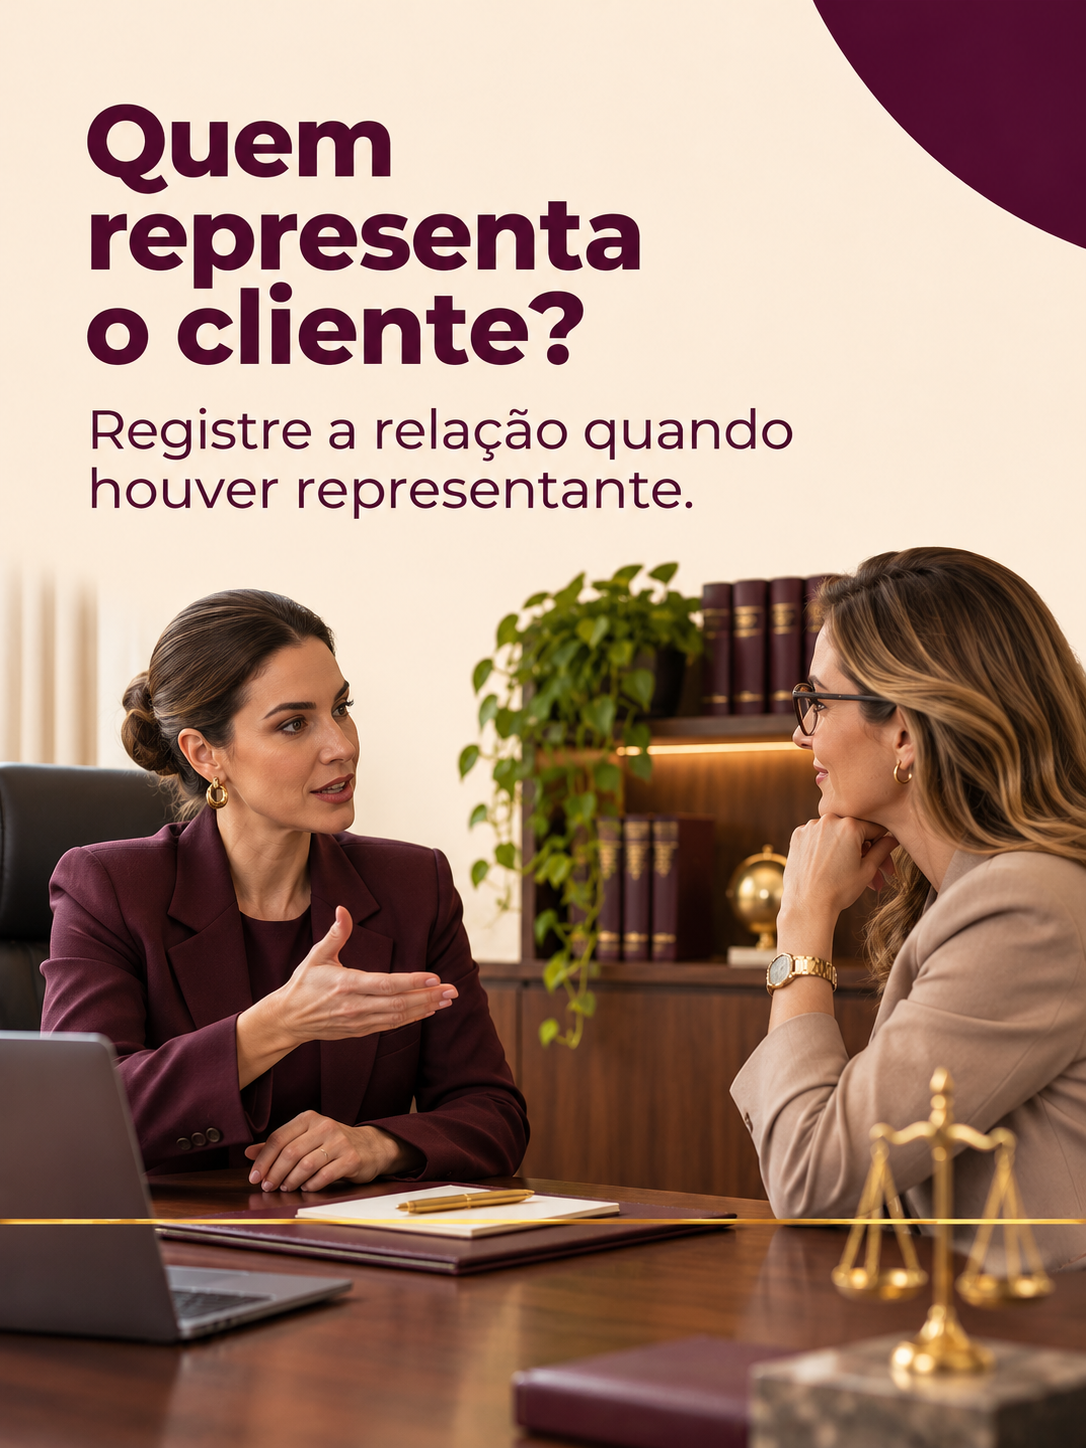 Quem
representa
o cliente?
Registre a relação quando
houver representante.